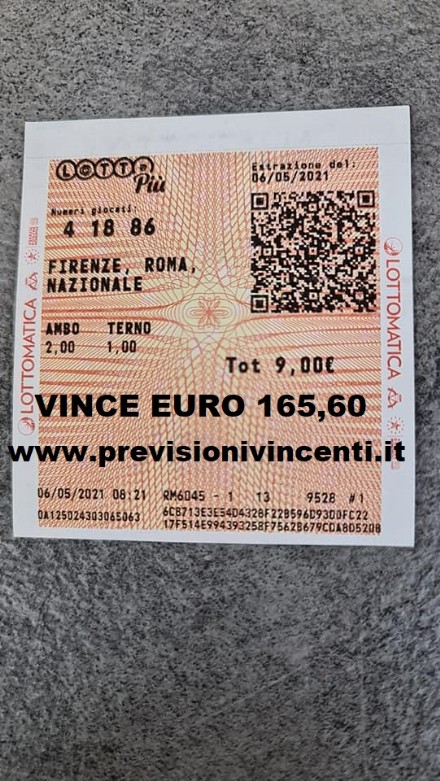 LOTTO Più
Estrazione del:
06/05/2021
Numeri giocati:
4 18 86
FIRENZE, ROMA,
NAZIONALE
AMBO TERNO
2,00 1,00
Tot 9,00€
LOTTOMATICA
LOTTOMATICA
VINCE EURO 165,60
www.previsionivincenti.it
06/05/2021 08:21 RM6045 - 1 13 9528 #1